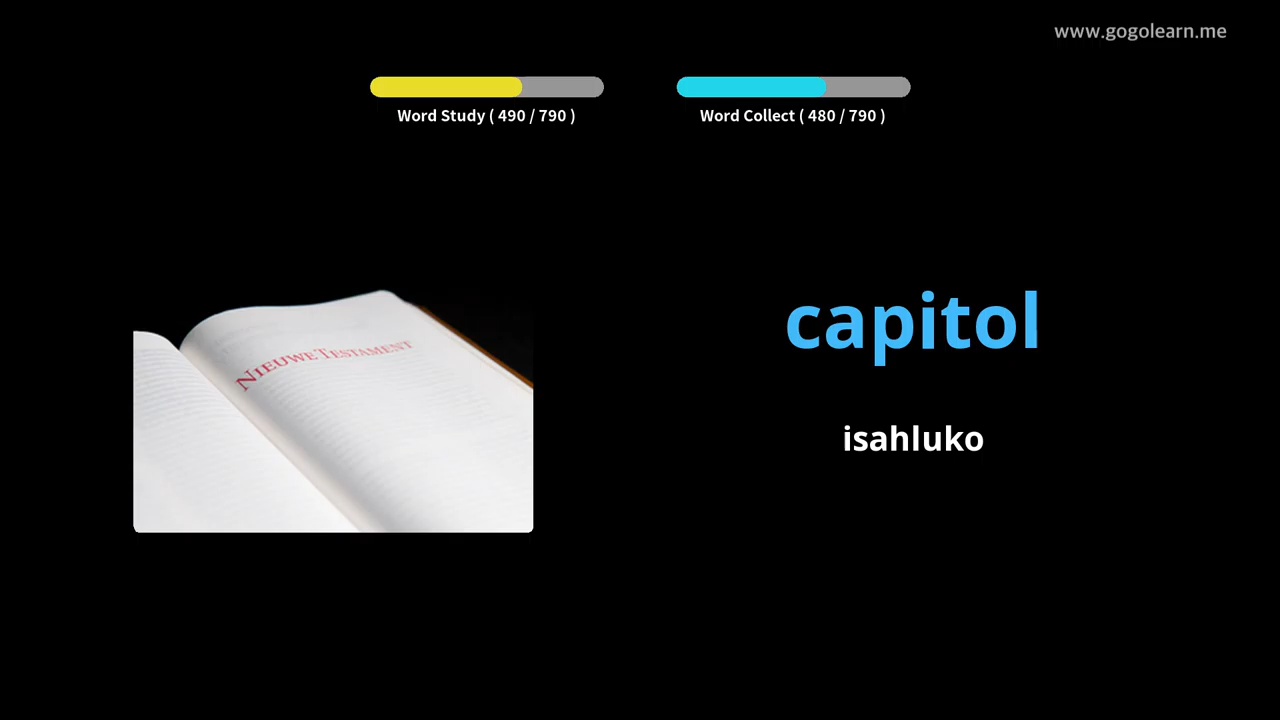 www.gogolearn.me
Word Study ( 490 / 790 )
Word Collect ( 480 / 790 )
capitol
NIEUWE TESTAMENT
isahluko